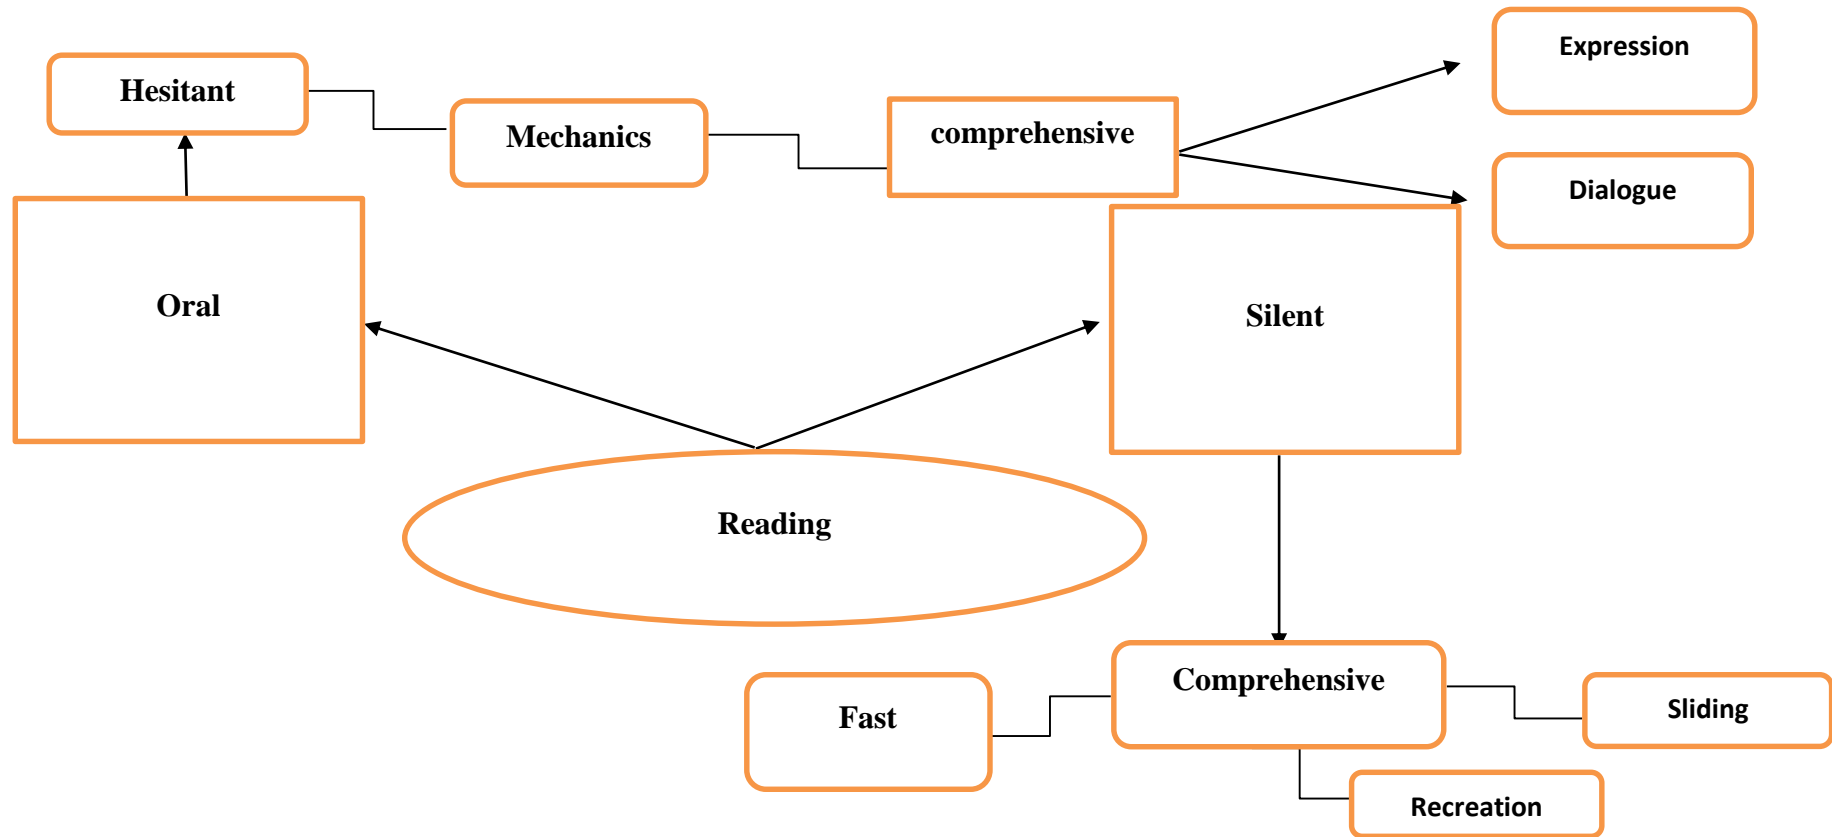 Expression
Hesitant
Mechanics
comprehensive
Dialogue
Oral
Silent
Reading
Comprehensive
Fast
Sliding
Recreation